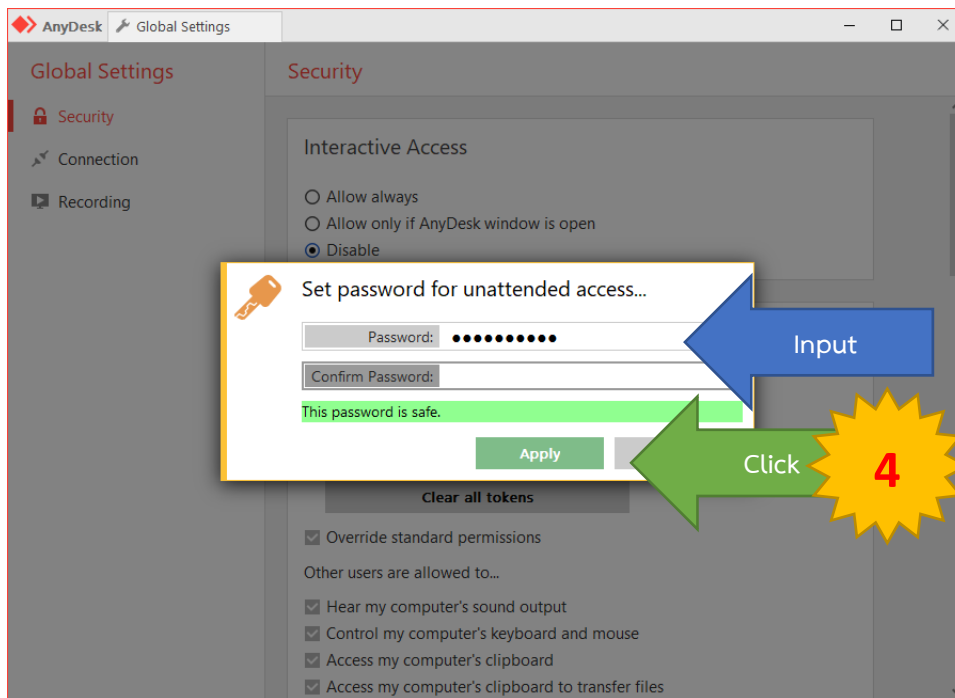 AnyDesk Global Settings
Global Settings
Security
Connection
Recording
Security
Interactive Access
Allow always
Allow only if AnyDesk window is open
Disable
Set password for unattended access...
Password: ●●●●●●●●●●
Input
Confirm Password:
This password is safe.
Apply
Click
4
Clear all tokens
Override standard permissions
Other users are allowed to...
Hear my computer's sound output
Control my computer's keyboard and mouse
Access my computer's clipboard
Access my computer's clipboard to transfer files